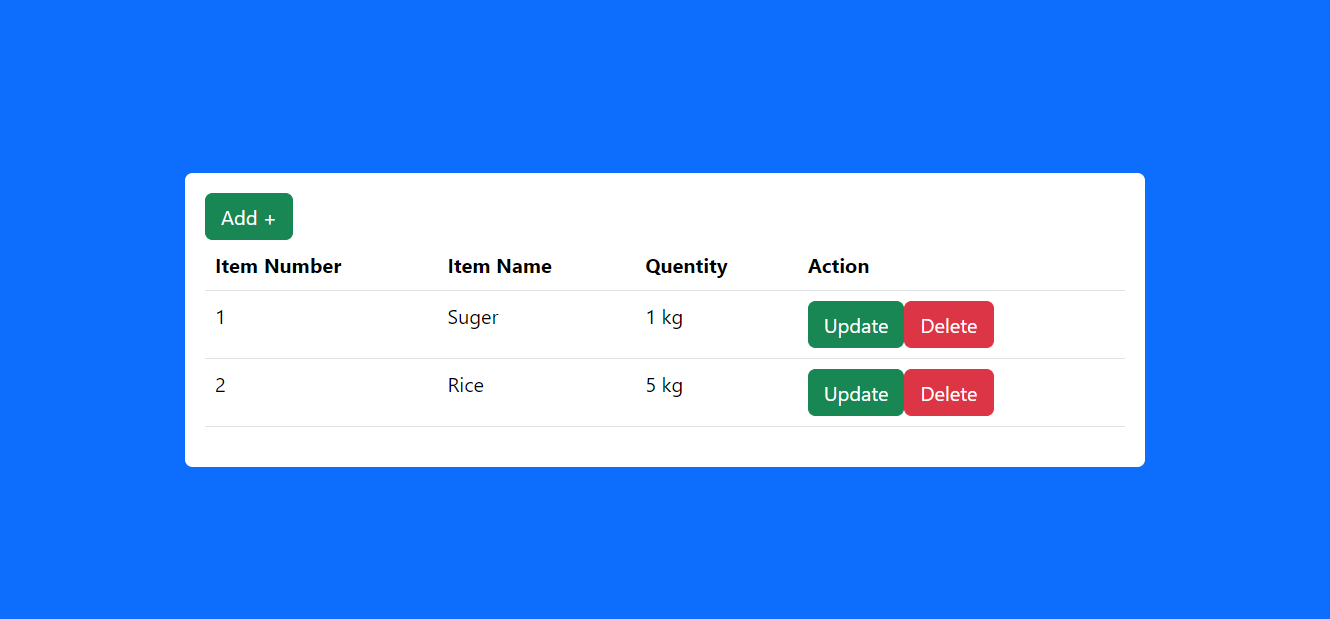 Add +
Item Number Item Name Quentity Action
1 Suger 1 kg Update Delete
2 Rice 5 kg Update Delete